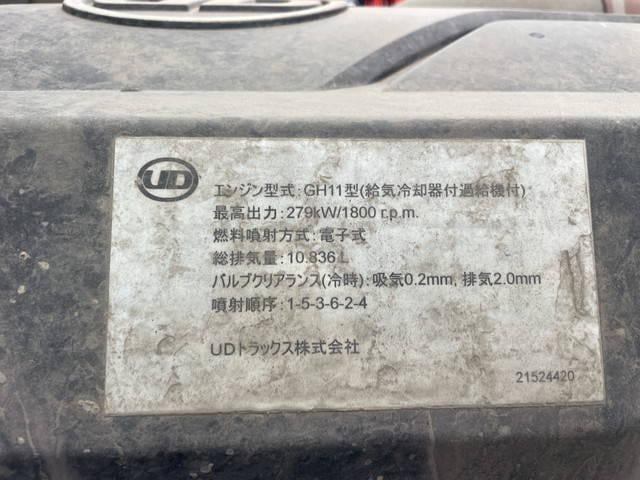 UD
エンジン型式：GH11型(給気冷却器付過給機付)
最高出力：279kW/1800 r.p.m.
燃料噴射方式：電子式
総排気量：10.836 L
バルブクリアランス(冷時)：吸気0.2mm, 排気2.0mm
噴射順序：1-5-3-6-2-4
UDトラックス株式会社
21524420